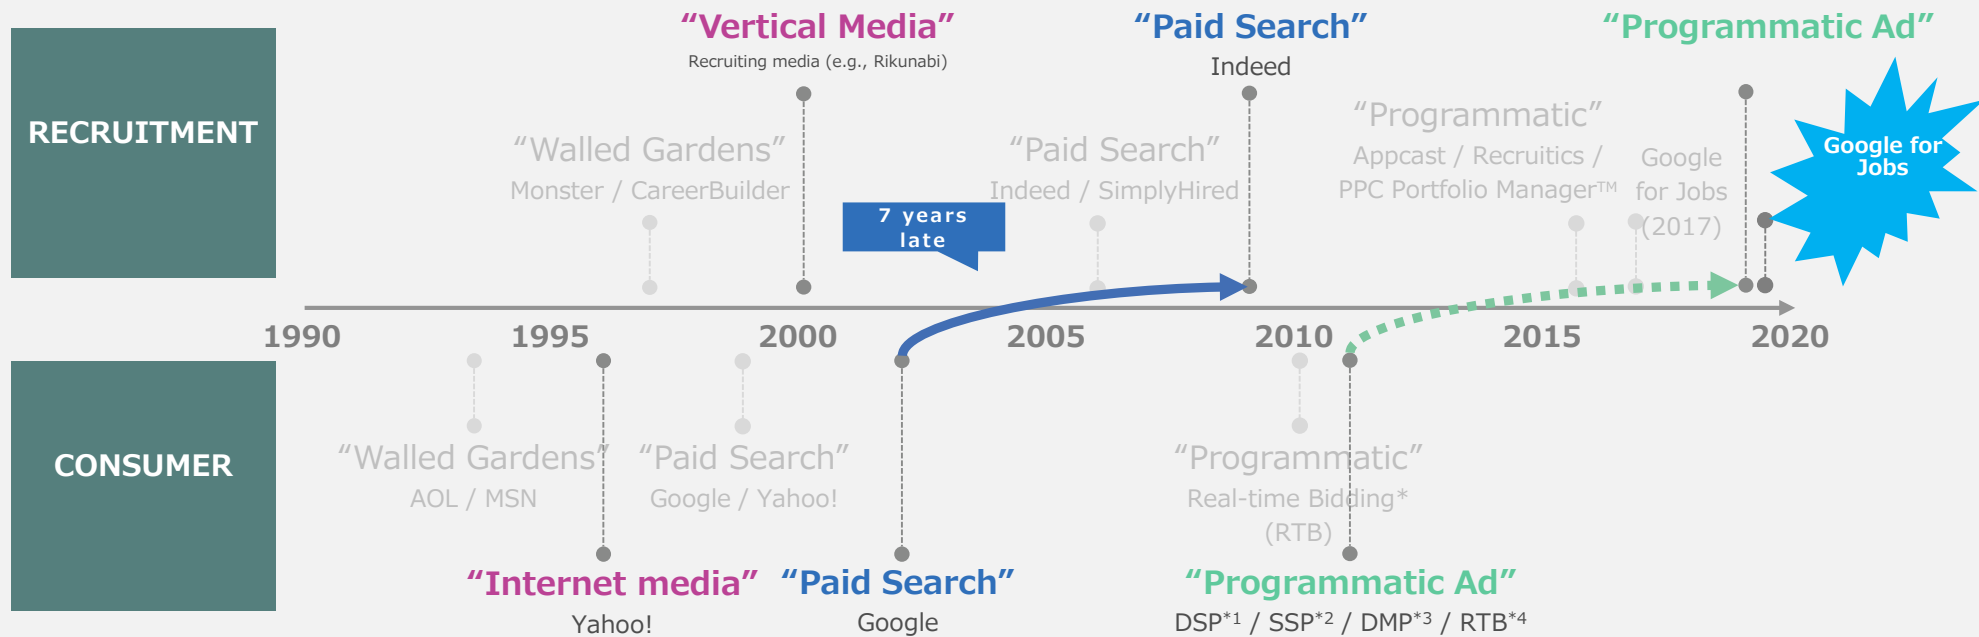 “Vertical Media”
Recruiting media (e.g., Rikunabi)
“Paid Search”
Indeed
“Programmatic Ad”
RECRUITMENT
“Walled Gardens”
Monster / CareerBuilder
“Paid Search”
Indeed / SimplyHired
“Programmatic”
Appcast / Recruitics /
PPC Portfolio Manager™
Google
for Jobs
(2017)
Google for
Jobs
7 years
late
1990 1995 2000 2005 2010 2015 2020
CONSUMER
“Walled Gardens”
AOL / MSN
“Paid Search”
Google / Yahoo!
“Programmatic”
Real-time Bidding*
(RTB)
“Internet media”
Yahoo!
“Paid Search”
Google
“Programmatic Ad”
DSP*1 / SSP*2 / DMP*3 / RTB*4